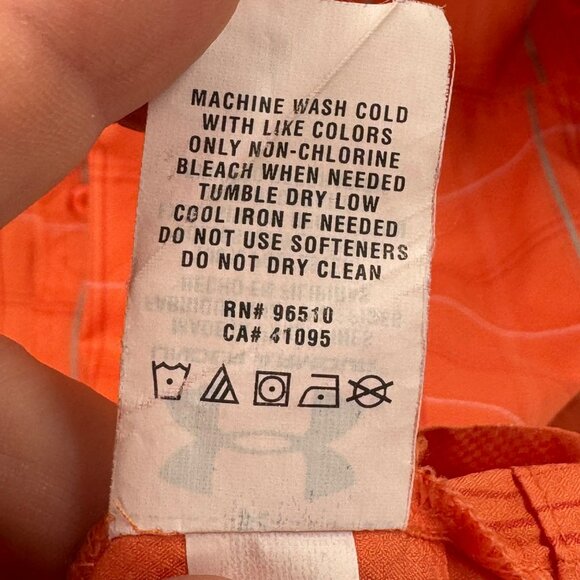 MACHINE WASH COLD
WITH LIKE COLORS
ONLY NON-CHLORINE
BLEACH WHEN NEEDED
TUMBLE DRY LOW
COOL IRON IF NEEDED
DO NOT USE SOFTENERS
DO NOT DRY CLEAN
RN# 96510
CA# 41095